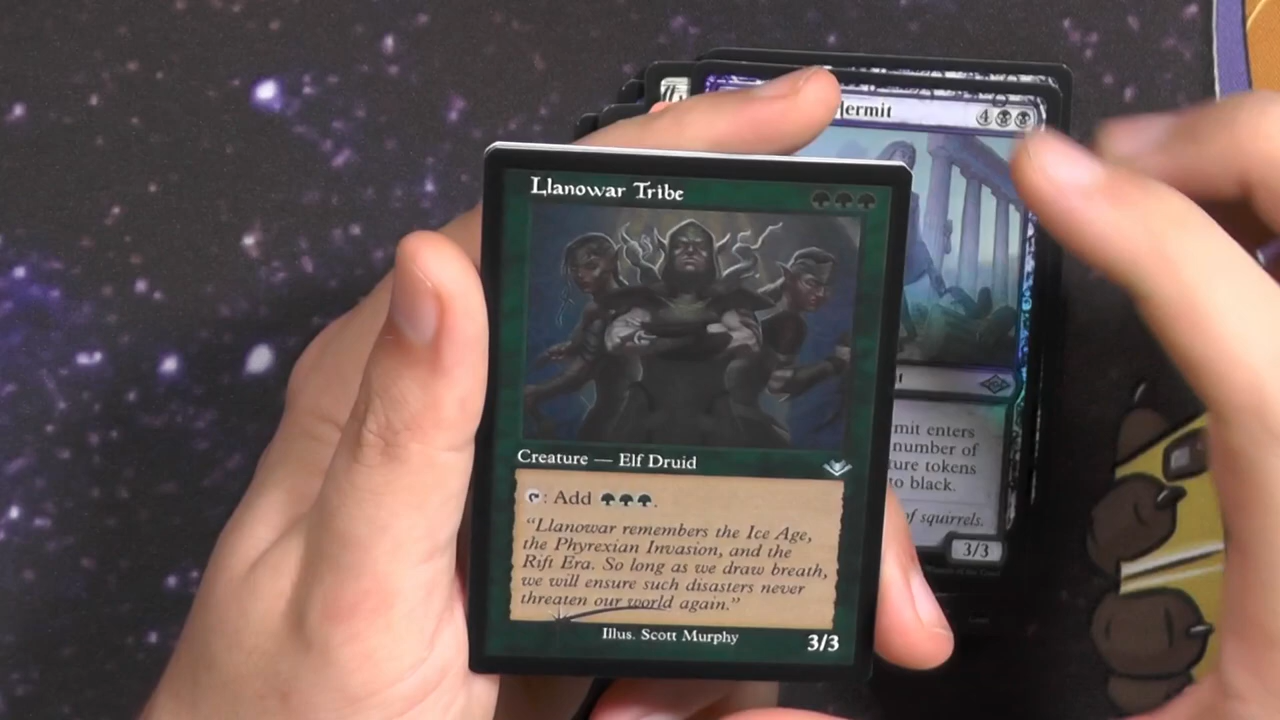 Llanowar Tribe
Creature — Elf Druid
: Add .
“Llanowar remembers the Ice Age,
the Phyrexian Invasion, and the
Rift Era. So long as we draw breath,
we will ensure such disasters never
threaten our world again.”
Illus. Scott Murphy
3/3
Hermit
4
mit enters
number of
ure tokens
to black.
of squirrels.
3/3